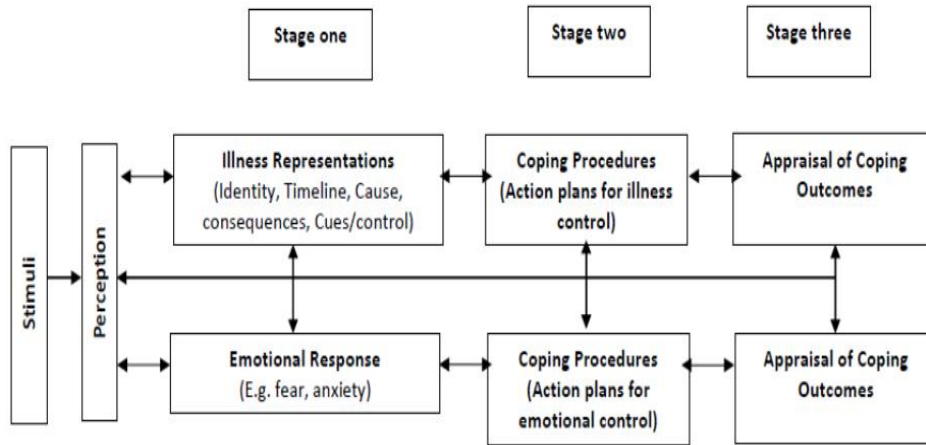 Stage one
Stage two
Stage three
Stimuli
Perception
Illness Representations
(Identity, Timeline, Cause,
consequences, Cues/control)
Coping Procedures
(Action plans for illness
control)
Appraisal of Coping
Outcomes
Emotional Response
(E.g. fear, anxiety)
Coping Procedures
(Action plans for
emotional control)
Appraisal of Coping
Outcomes